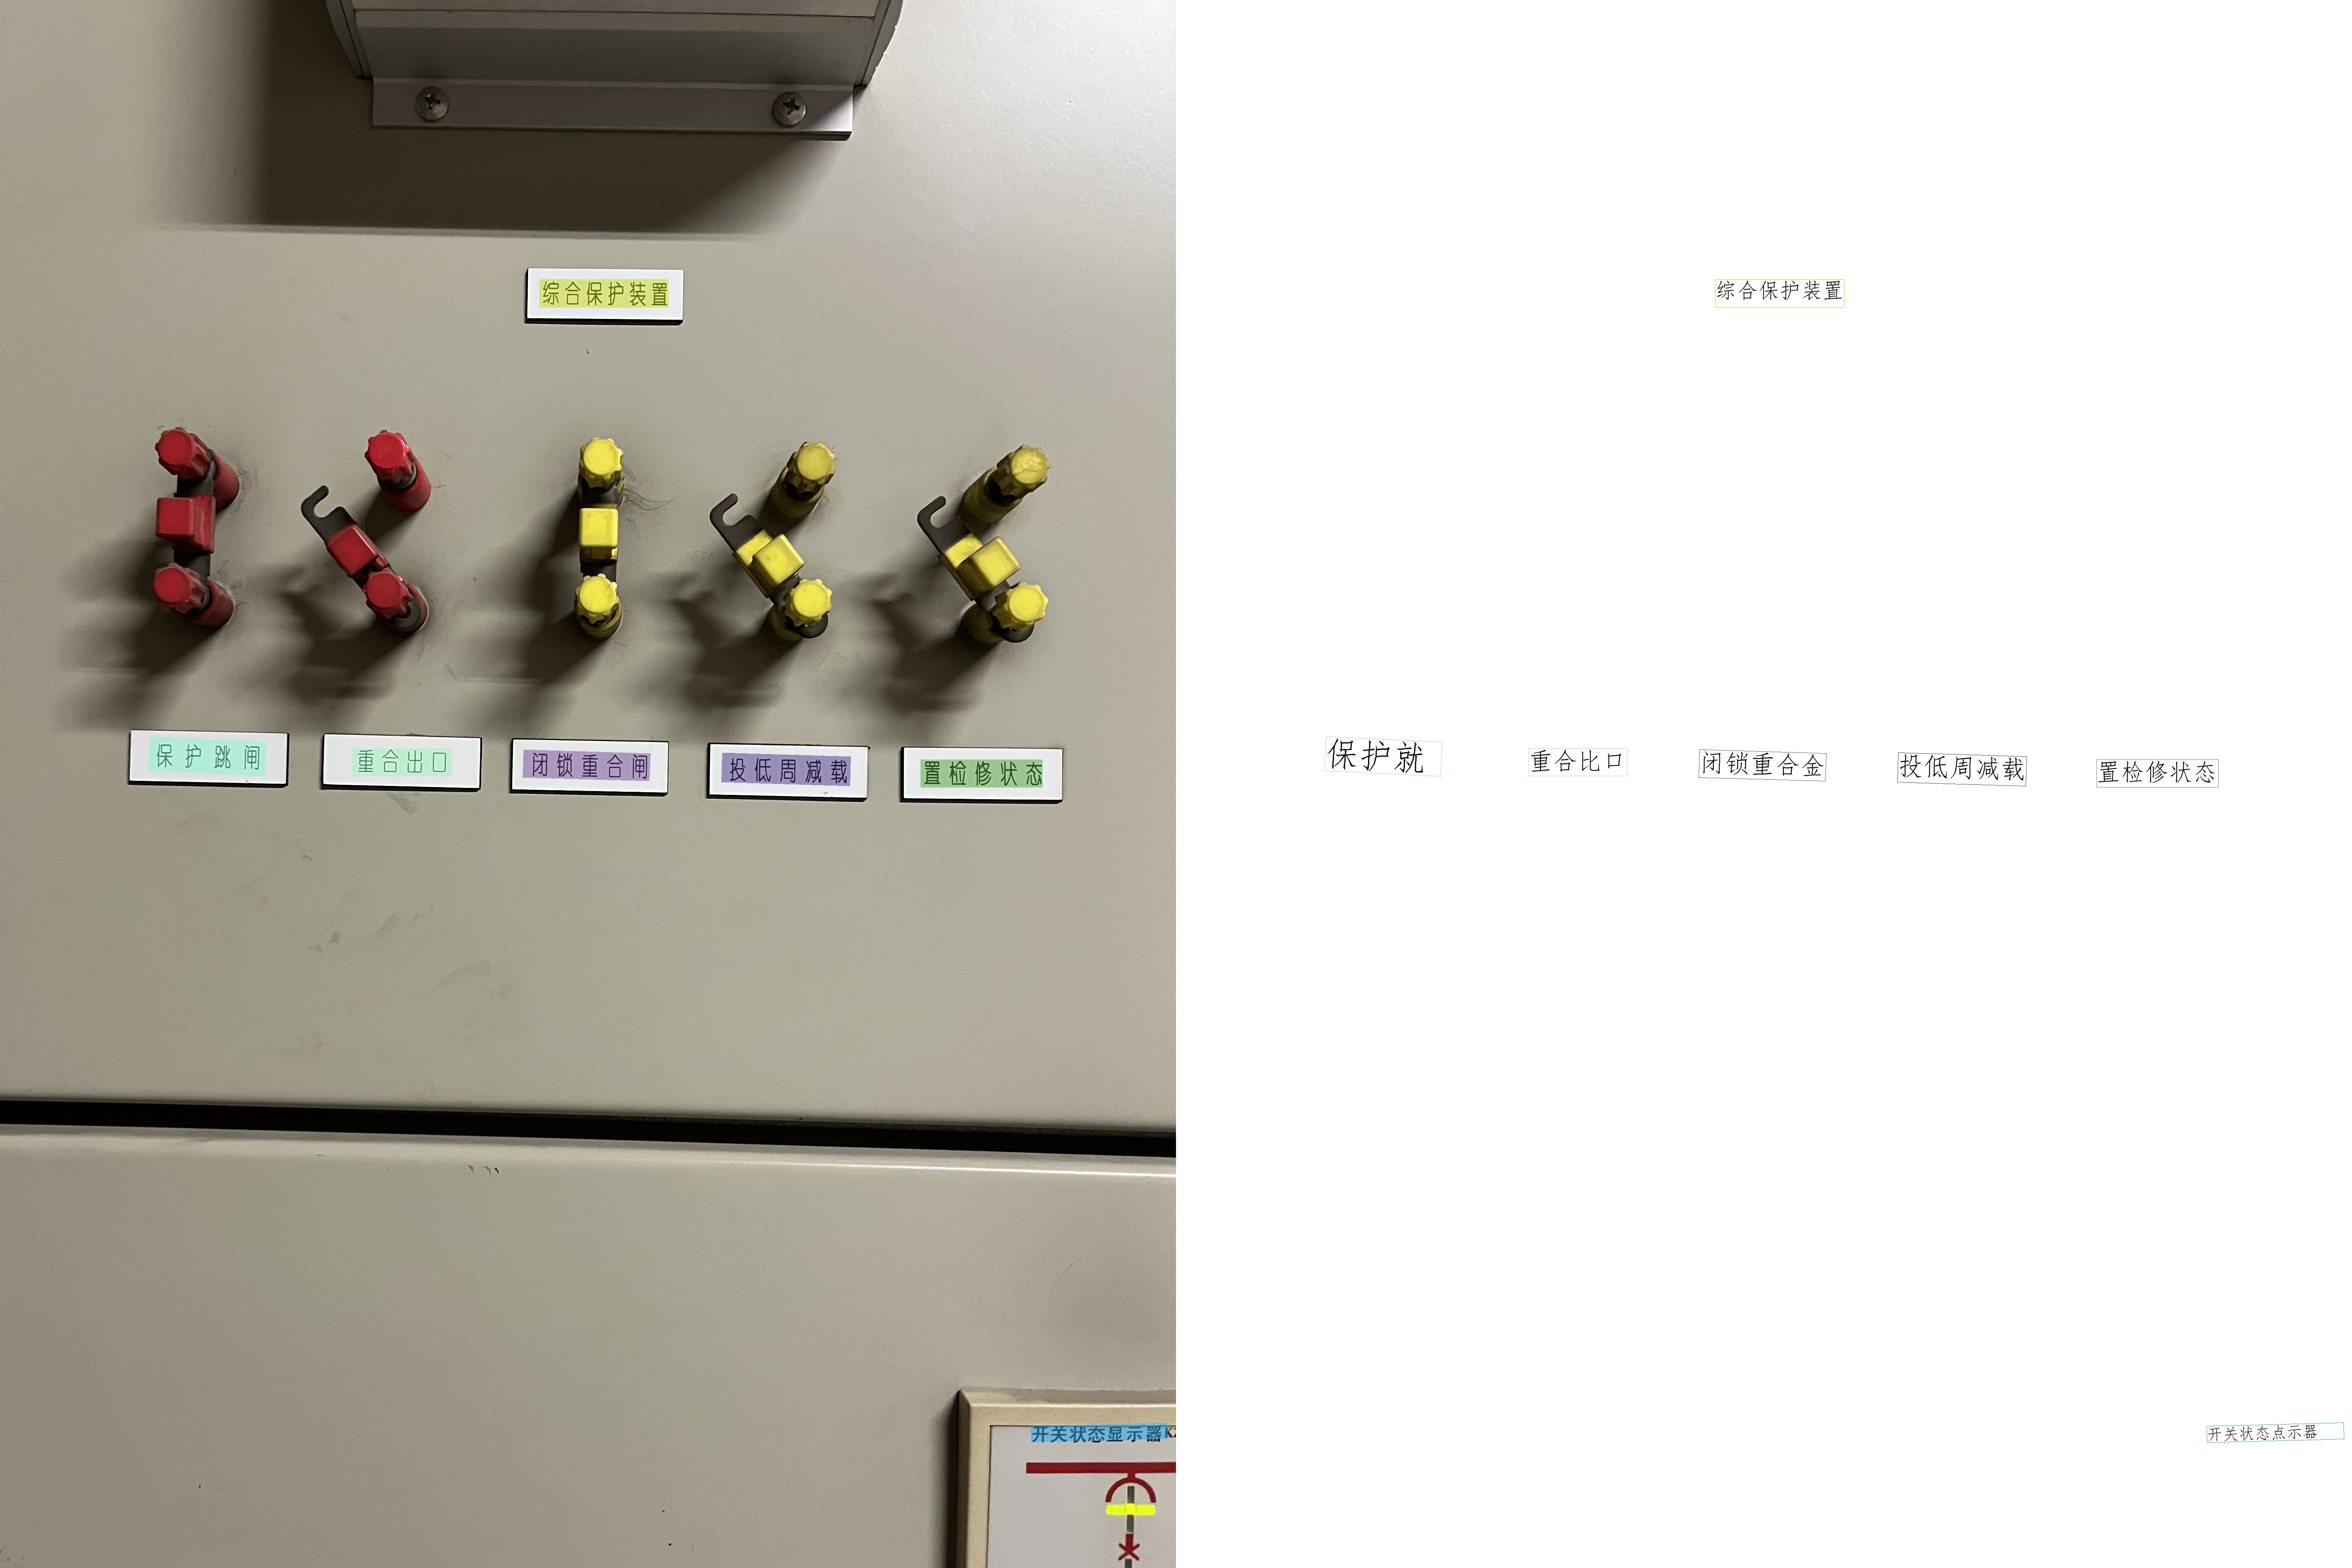 综合保护装置
综合保护装置
保护跳闸
重合出口
闭锁重合闸
投低周减载
置检修状态
保护就
重合比口
闭锁重合金
投低周减载
置检修状态
开关状态显示器
开关状态点示器